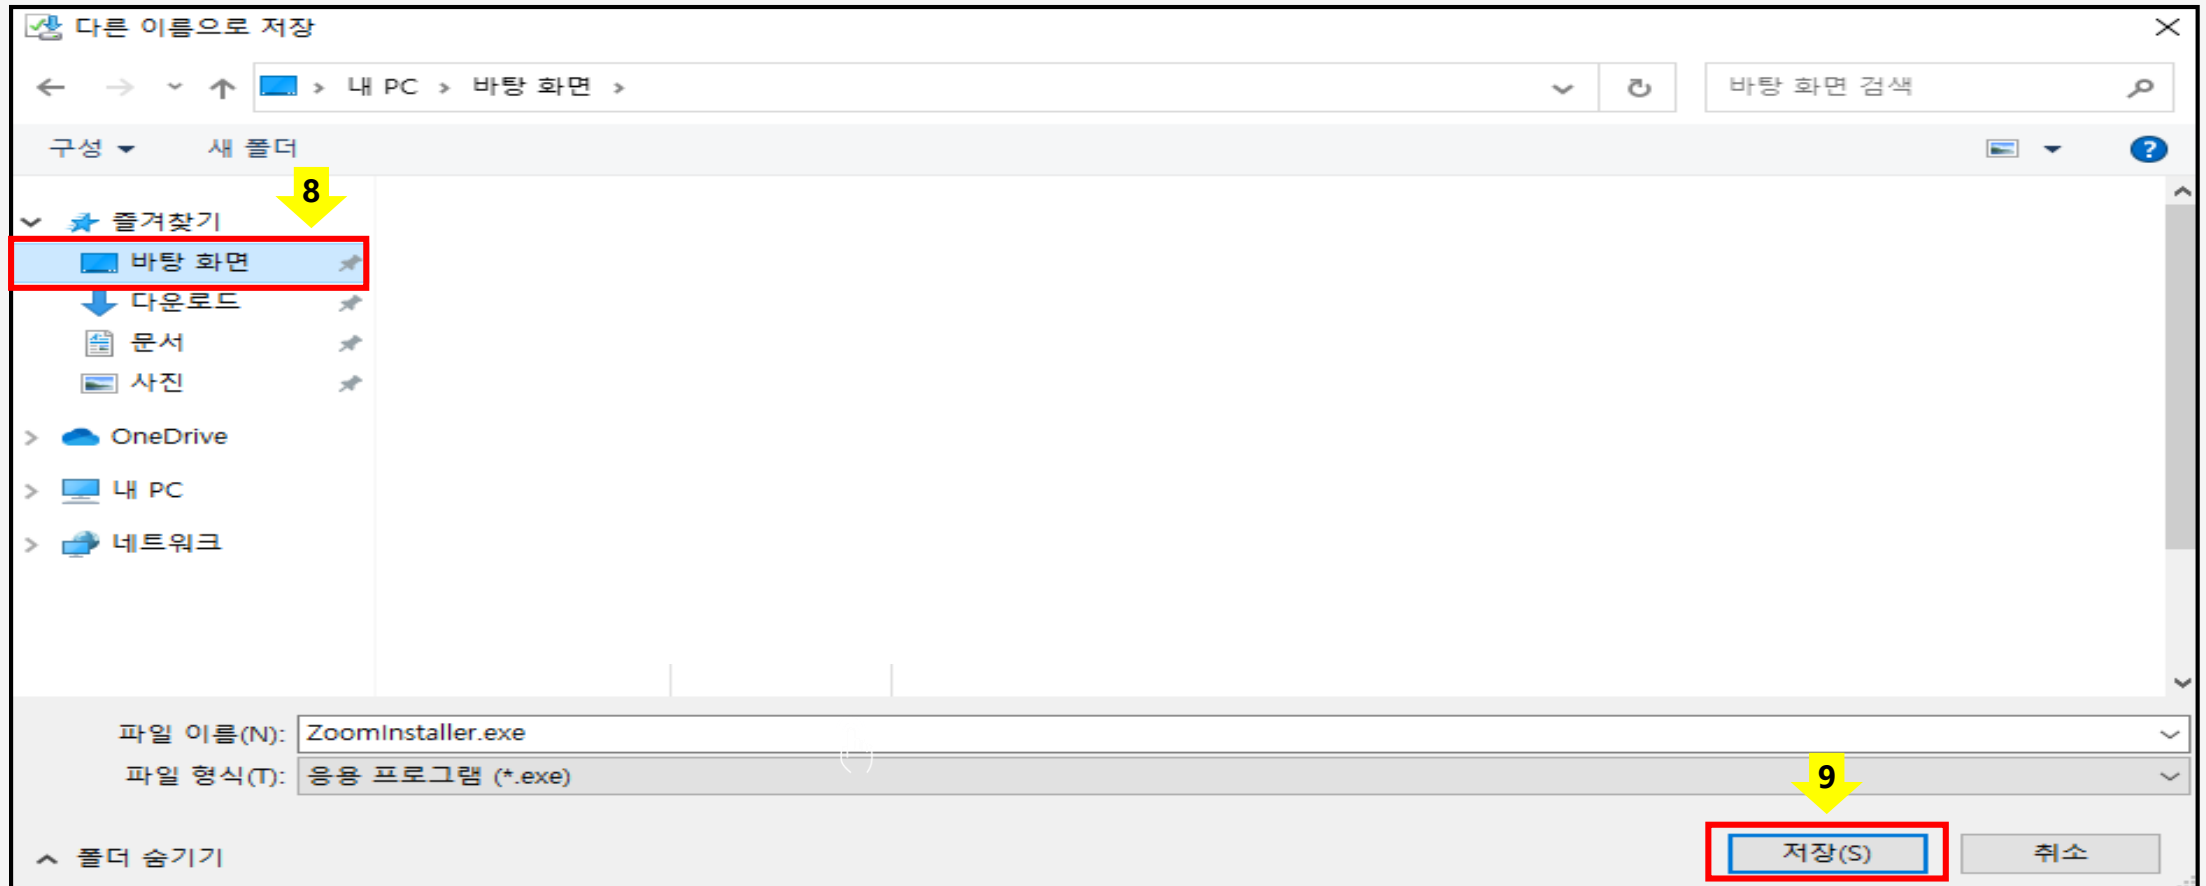 다른 이름으로 저장
내 PC > 바탕 화면 >
바탕 화면 검색
구성
새 폴더
8
즐겨찾기
바탕 화면
다운로드
문서
사진
OneDrive
내 PC
네트워크
파일 이름(N): ZoomInstaller.exe
파일 형식(T): 응용 프로그램 (*.exe)
9
폴더 숨기기
저장(S)
취소